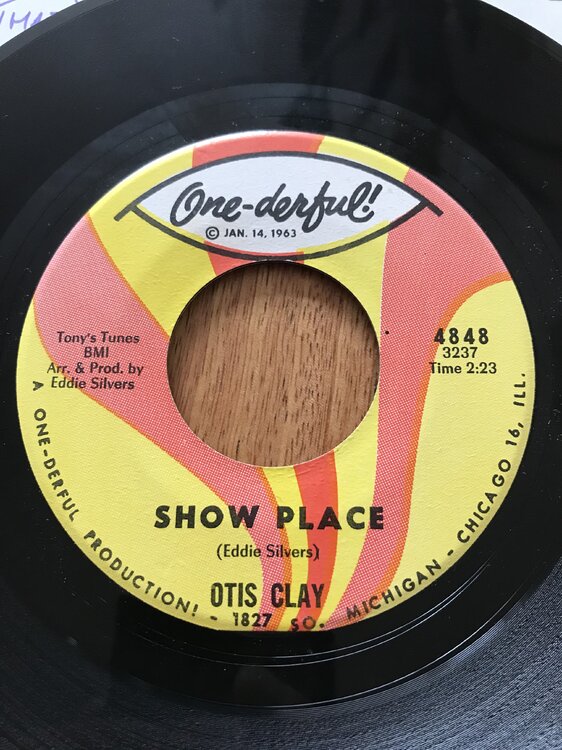 One-derful!
© JAN. 14, 1963
Tony's Tunes
BMI
Arr. & Prod. by
Eddie Silvers
4848
3237
Time 2:23
SHOW PLACE
(Eddie Silvers)
OTIS CLAY
A ONE-DERFUL PRODUCTION! - 1827 SO. MICHIGAN - CHICAGO 16, ILL.